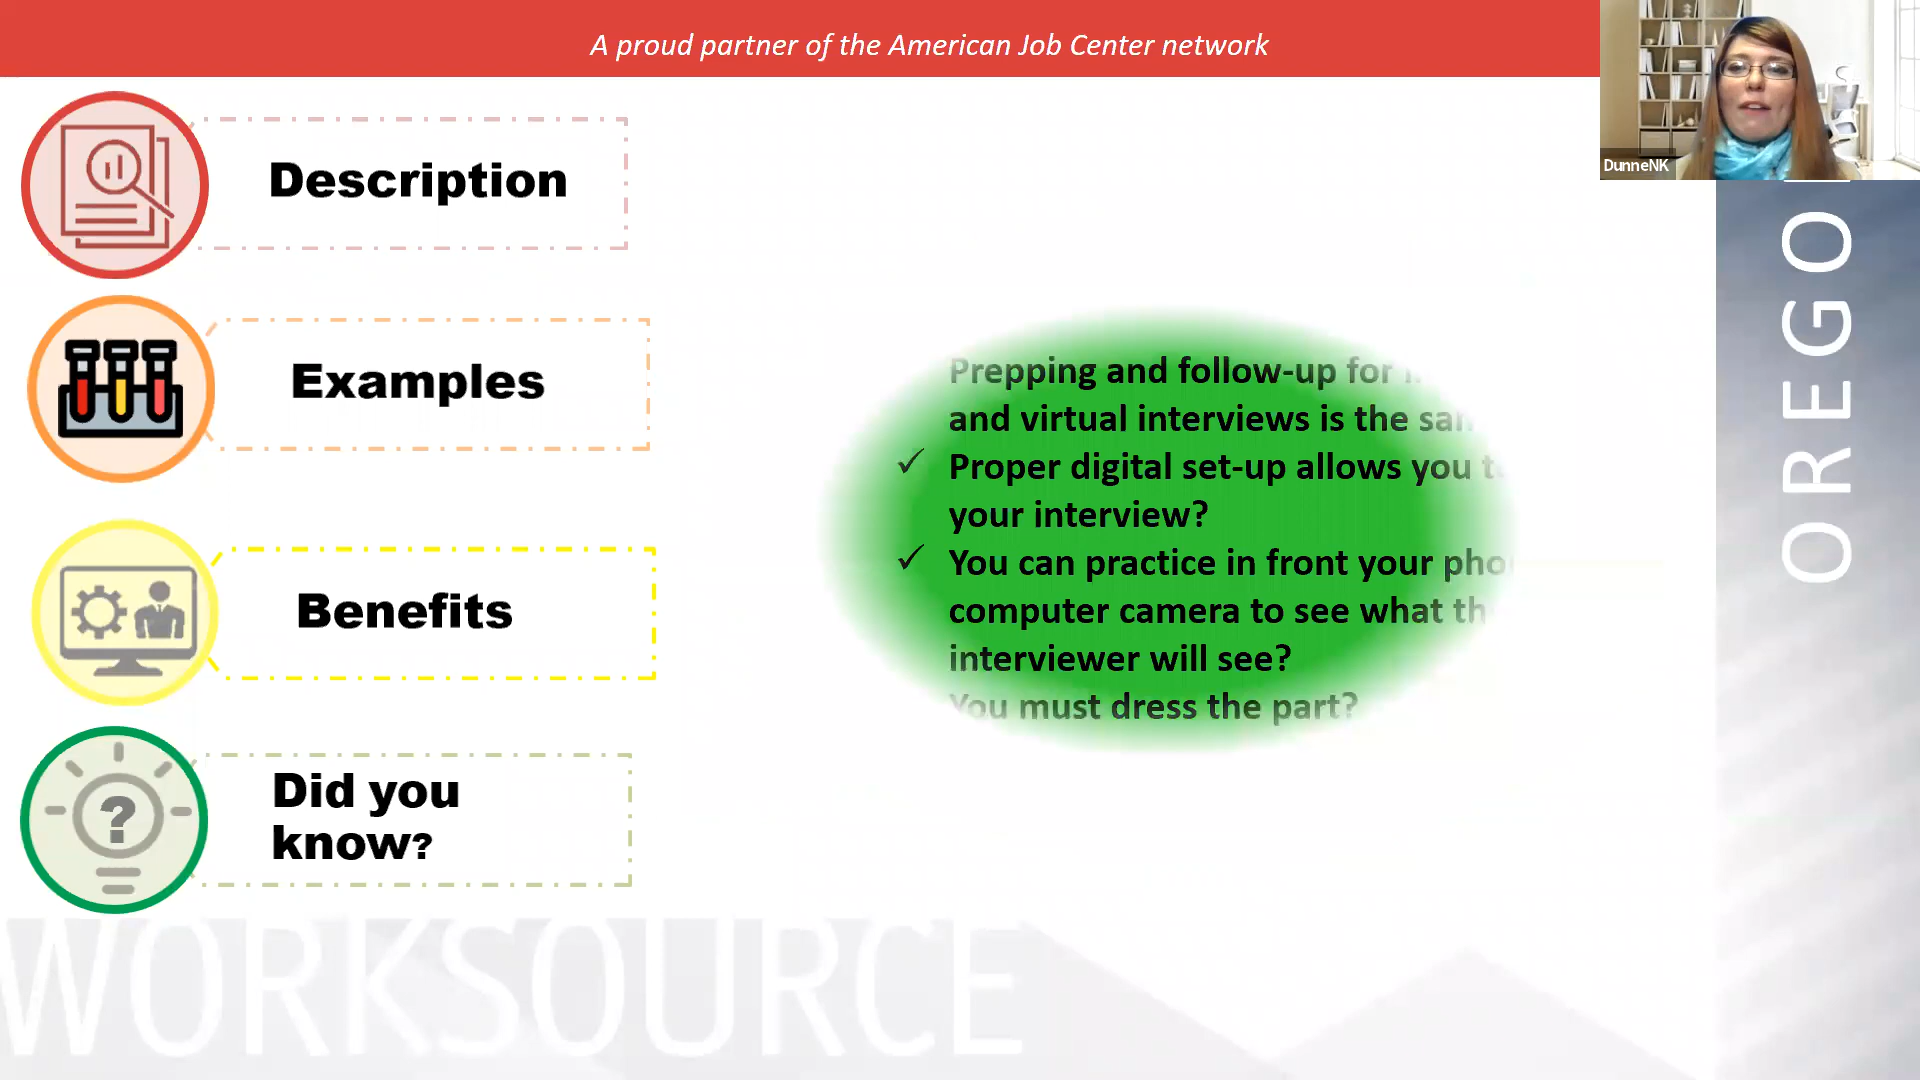 A proud partner of the American Job Center network
DunneNK
Description
Examples
Benefits
Did you
know?
Prepping and follow-up for
and virtual interviews is the
✓ Proper digital set-up allows you
your interview?
✓ You can practice in front your
computer camera to see what
interviewer will see?
You must dress the part?
WORKSOURCE
OREGO